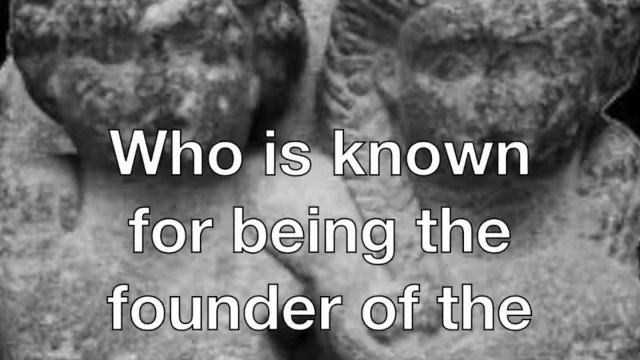 Who is known
for being the
founder of the